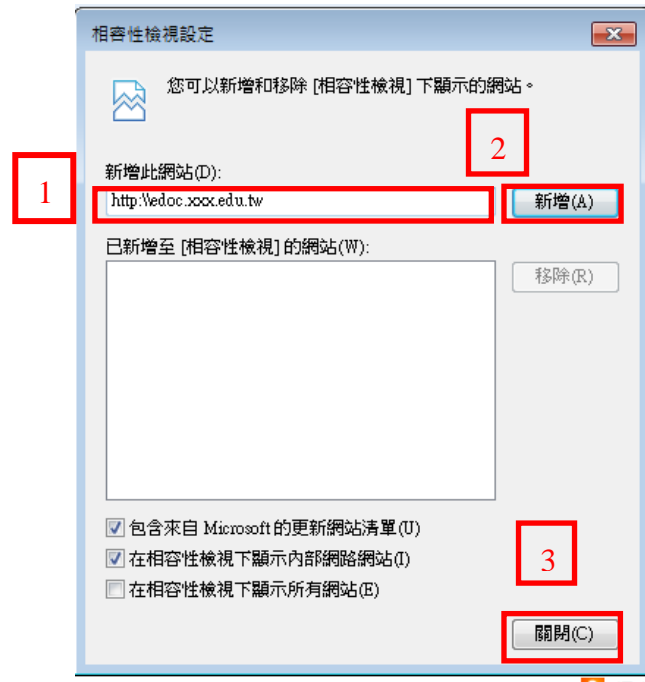 相容性檢視設定
您可以新增和移除 [相容性檢視] 下顯示的網站。
2
新增此網站(D):
1
http:\\edoc.xxx.edu.tw
新增(A)
已新增至 [相容性檢視] 的網站(W):
移除(R)
包含來自 Microsoft 的更新網站清單(U)
在相容性檢視下顯示內部網路網站(I)
3
在相容性檢視下顯示所有網站(E)
關閉(C)